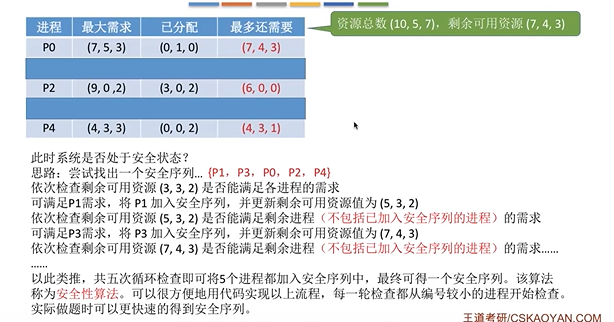 资源总数 (10, 5, 7)，剩余可用资源 (7, 4, 3)
进程 最大需求 已分配 最多还需要
P0 (7, 5, 3) (0, 1, 0) (7, 4, 3)
P2 (9, 0 ,2) (3, 0, 2) (6, 0, 0)
P4 (4, 3, 3) (0, 0, 2) (4, 3, 1)
此时系统是否处于安全状态？
思路：尝试找出一个安全序列... {P1，P3，P0，P2，P4}
依次检查剩余可用资源 (3, 3, 2) 是否能满足各进程的需求
可满足P1需求，将 P1 加入安全序列，并更新剩余可用资源值为 (5, 3, 2)
依次检查剩余可用资源 (5, 3, 2) 是否能满足剩余进程（不包括已加入安全序列的进程）的需求
可满足P3需求，将 P3 加入安全序列，并更新剩余可用资源值为 (7, 4, 3)
依次检查剩余可用资源 (7, 4, 3) 是否能满足剩余进程（不包括已加入安全序列的进程）的需求……
……
以此类推，共五次循环检查即可将5个进程都加入安全序列中，最终可得一个安全序列。该算法
称为安全性算法。可以很方便地用代码实现以上流程，每一轮检查都从编号较小的进程开始检查。
实际做题时可以更快速的得到安全序列。
王道考研/CSKAOYAN.COM